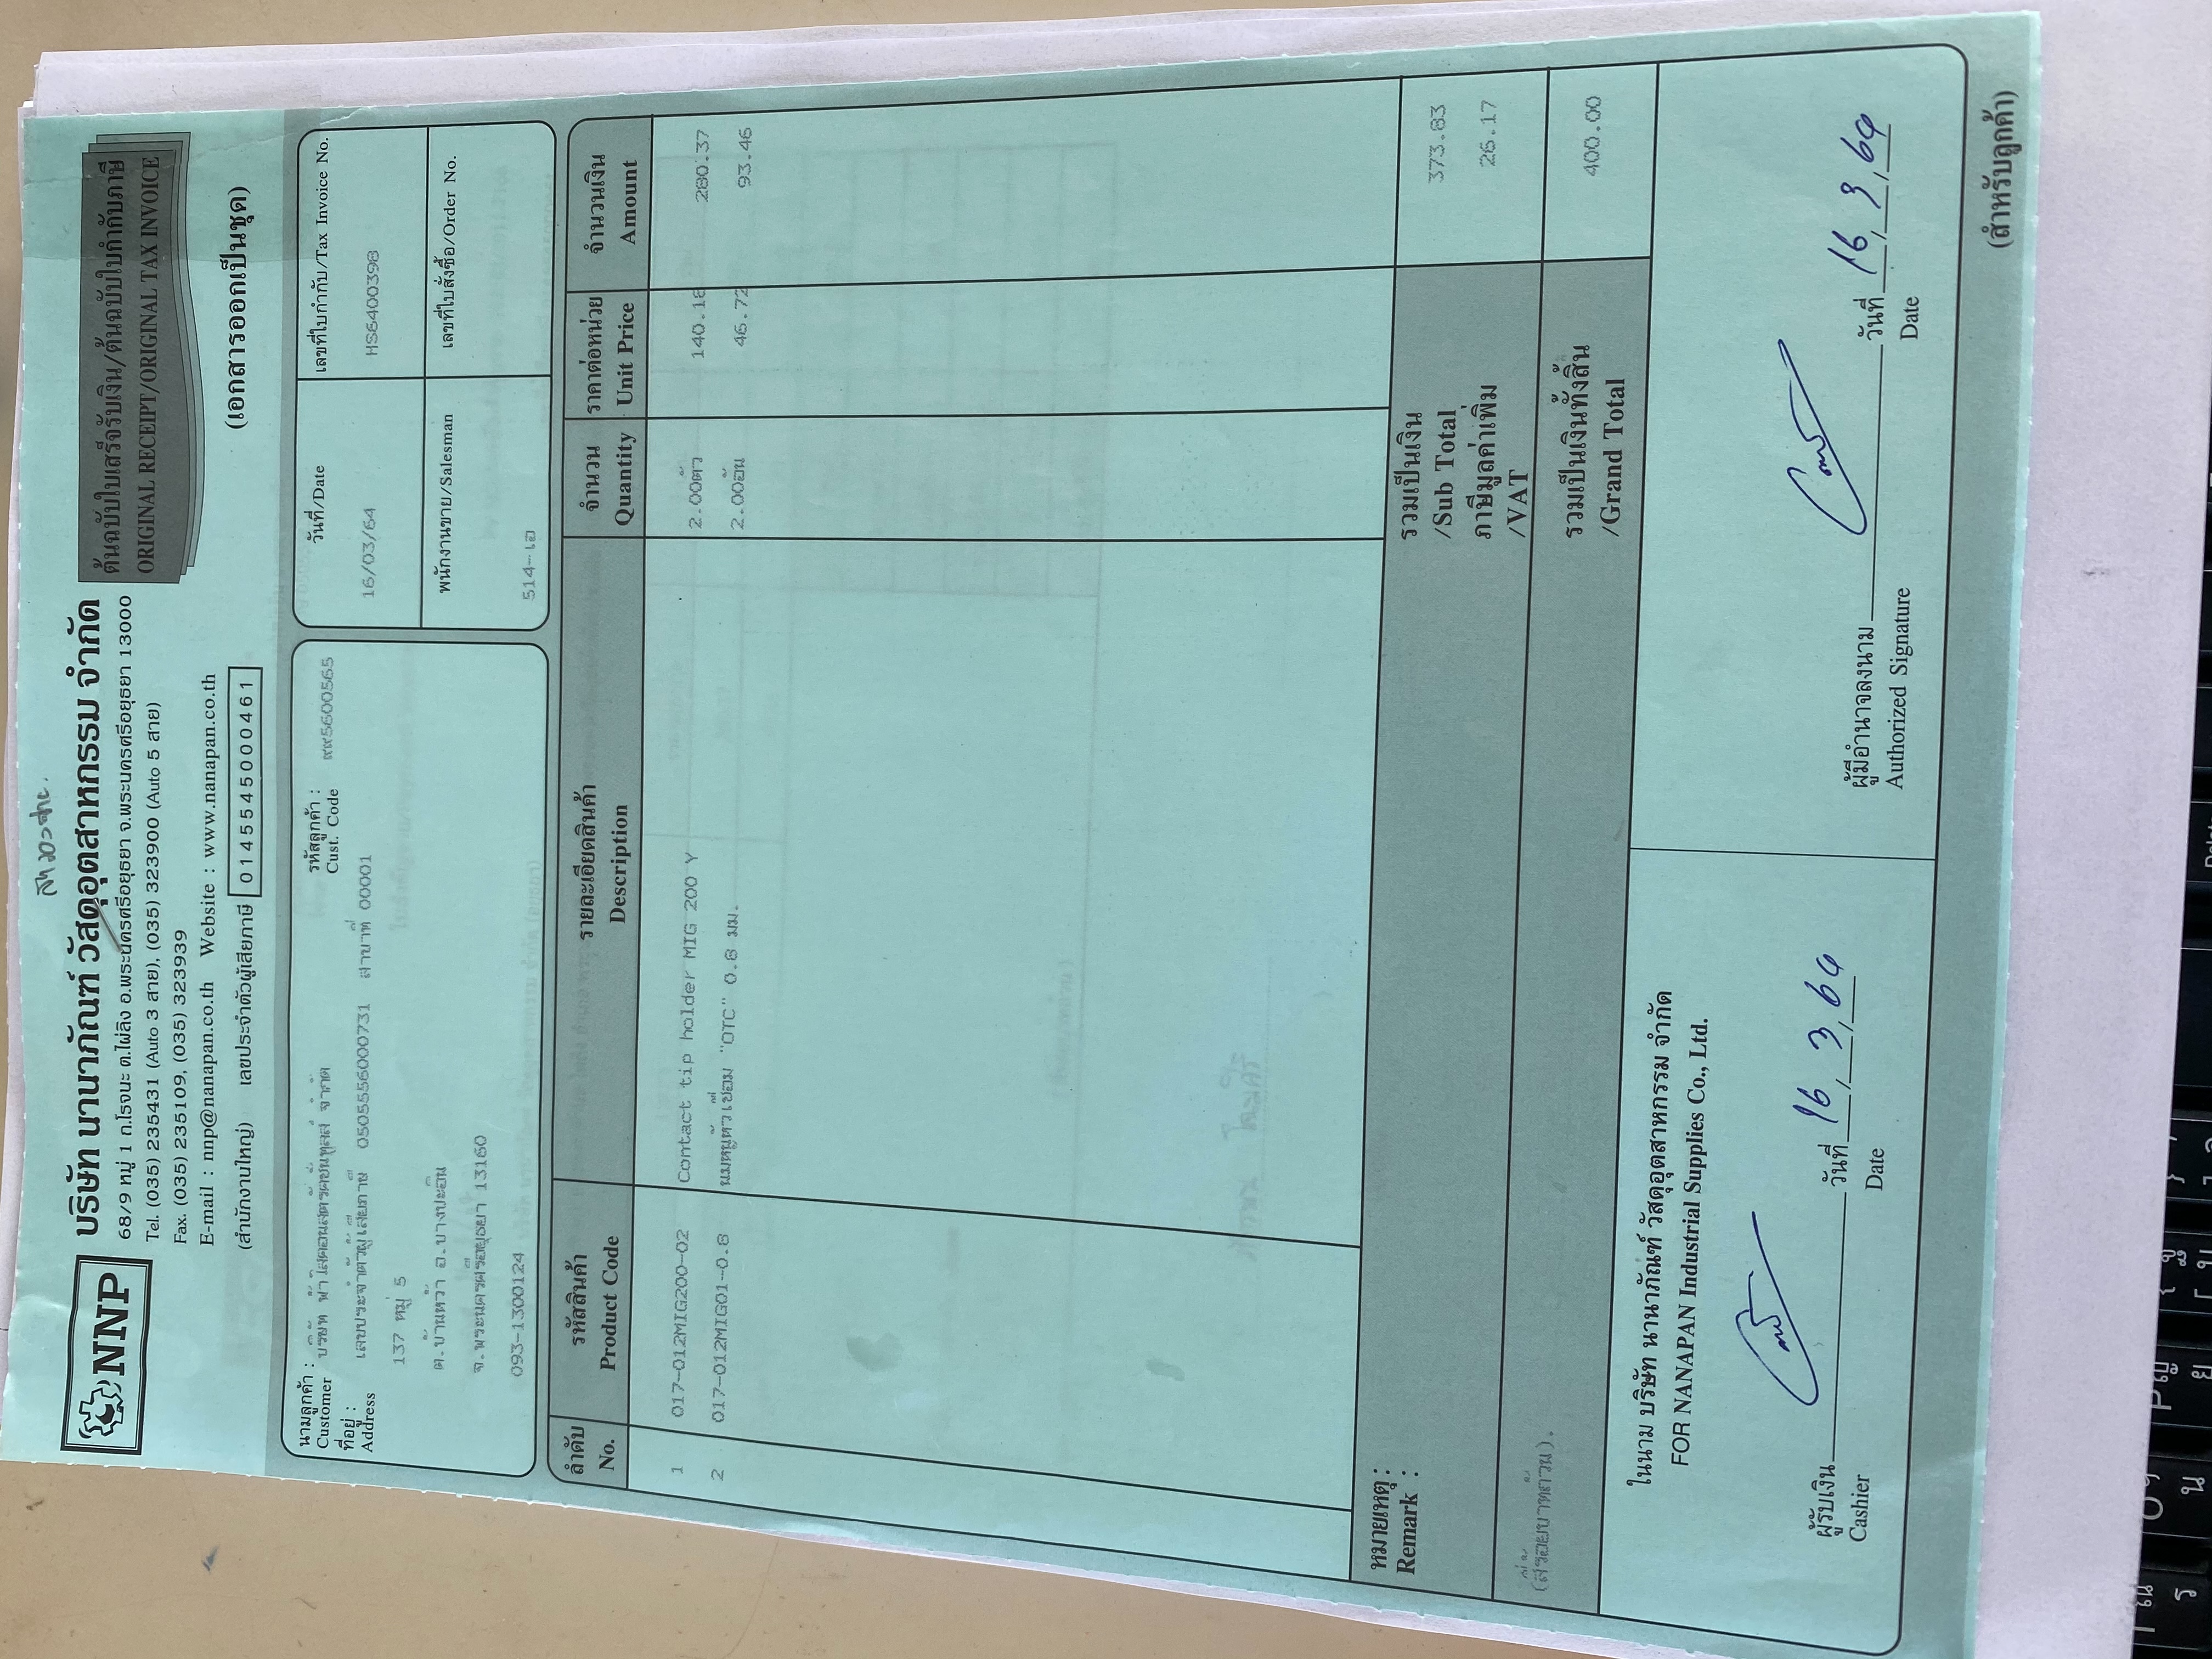 NNP
บริษัท นานาภัณฑ์ วัสดุอุตสาหกรรม จำกัด
68/9 หมู่ 1 ถ.โรจนะ ต.ไผ่ลิง อ.พระนครศรีอยุธยา จ.พระนครศรีอยุธยา 13000
Tel. (035) 235431 (Auto 3 สาย), (035) 323900 (Auto 5 สาย)
Fax. (035) 235109, (035) 323939
E-mail : nnp@nanapan.co.th Website : www.nanapan.co.th
(สำนักงานใหญ่) เลขประจำตัวผู้เสียภาษี 0145545000461
ต้นฉบับใบเสร็จรับเงิน/ต้นฉบับใบกำกับภาษี
ORIGINAL RECEIPT/ORIGINAL TAX INVOICE
(เอกสารออกเป็นชุด)
นามลูกค้า :
Customer บริษัท ฟ้าใสคอนสตรัคชั่นทูลส์ จำกัด
รหัสลูกค้า :
Cust. Code ๙๙5600565
ที่อยู่ :
Address เลขประจำตัวผู้เสียภาษี 0505556000731 สาขาที่ 00001
137 หมู่ 5
ต.บ้านหว้า อ.บางปะอิน
จ.พระนครศรีอยุธยา 13160
093-1300124
วันที่/Date เลขที่ใบกำกับ/Tax Invoice No.
16/03/64 HS6400398
พนักงานขาย/Salesman เลขที่ใบสั่งซื้อ/Order No.
514-เอ
ลำดับ รหัสสินค้า รายละเอียดสินค้า จำนวน ราคาต่อหน่วย จำนวนเงิน
No. Product Code Description Quantity Unit Price Amount
1 017-012MIG200-02 Contact tip holder MIG 200 Y 2.00ตัว 140.18 280.37
2 017-012MIG01-0.8 นมหนูหัวเชื่อม "OTC" 0.8 มม. 2.00อัน 46.72 93.46
หมายเหตุ :
Remark :
รวมเป็นเงิน
/Sub Total 373.83
ภาษีมูลค่าเพิ่ม
/VAT 26.17
(สี่ร้อยบาทถ้วน).
รวมเป็นเงินทั้งสิ้น
/Grand Total 400.00
ในนาม บริษัท นานาภัณฑ์ วัสดุอุตสาหกรรม จำกัด
FOR NANAPAN Industrial Supplies Co., Ltd.
ผู้รับเงิน วันที่ 16, 3, 64
Cashier Date
ผู้มีอำนาจลงนาม วันที่ 16, 3, 64
Authorized Signature Date
(สำหรับลูกค้า)